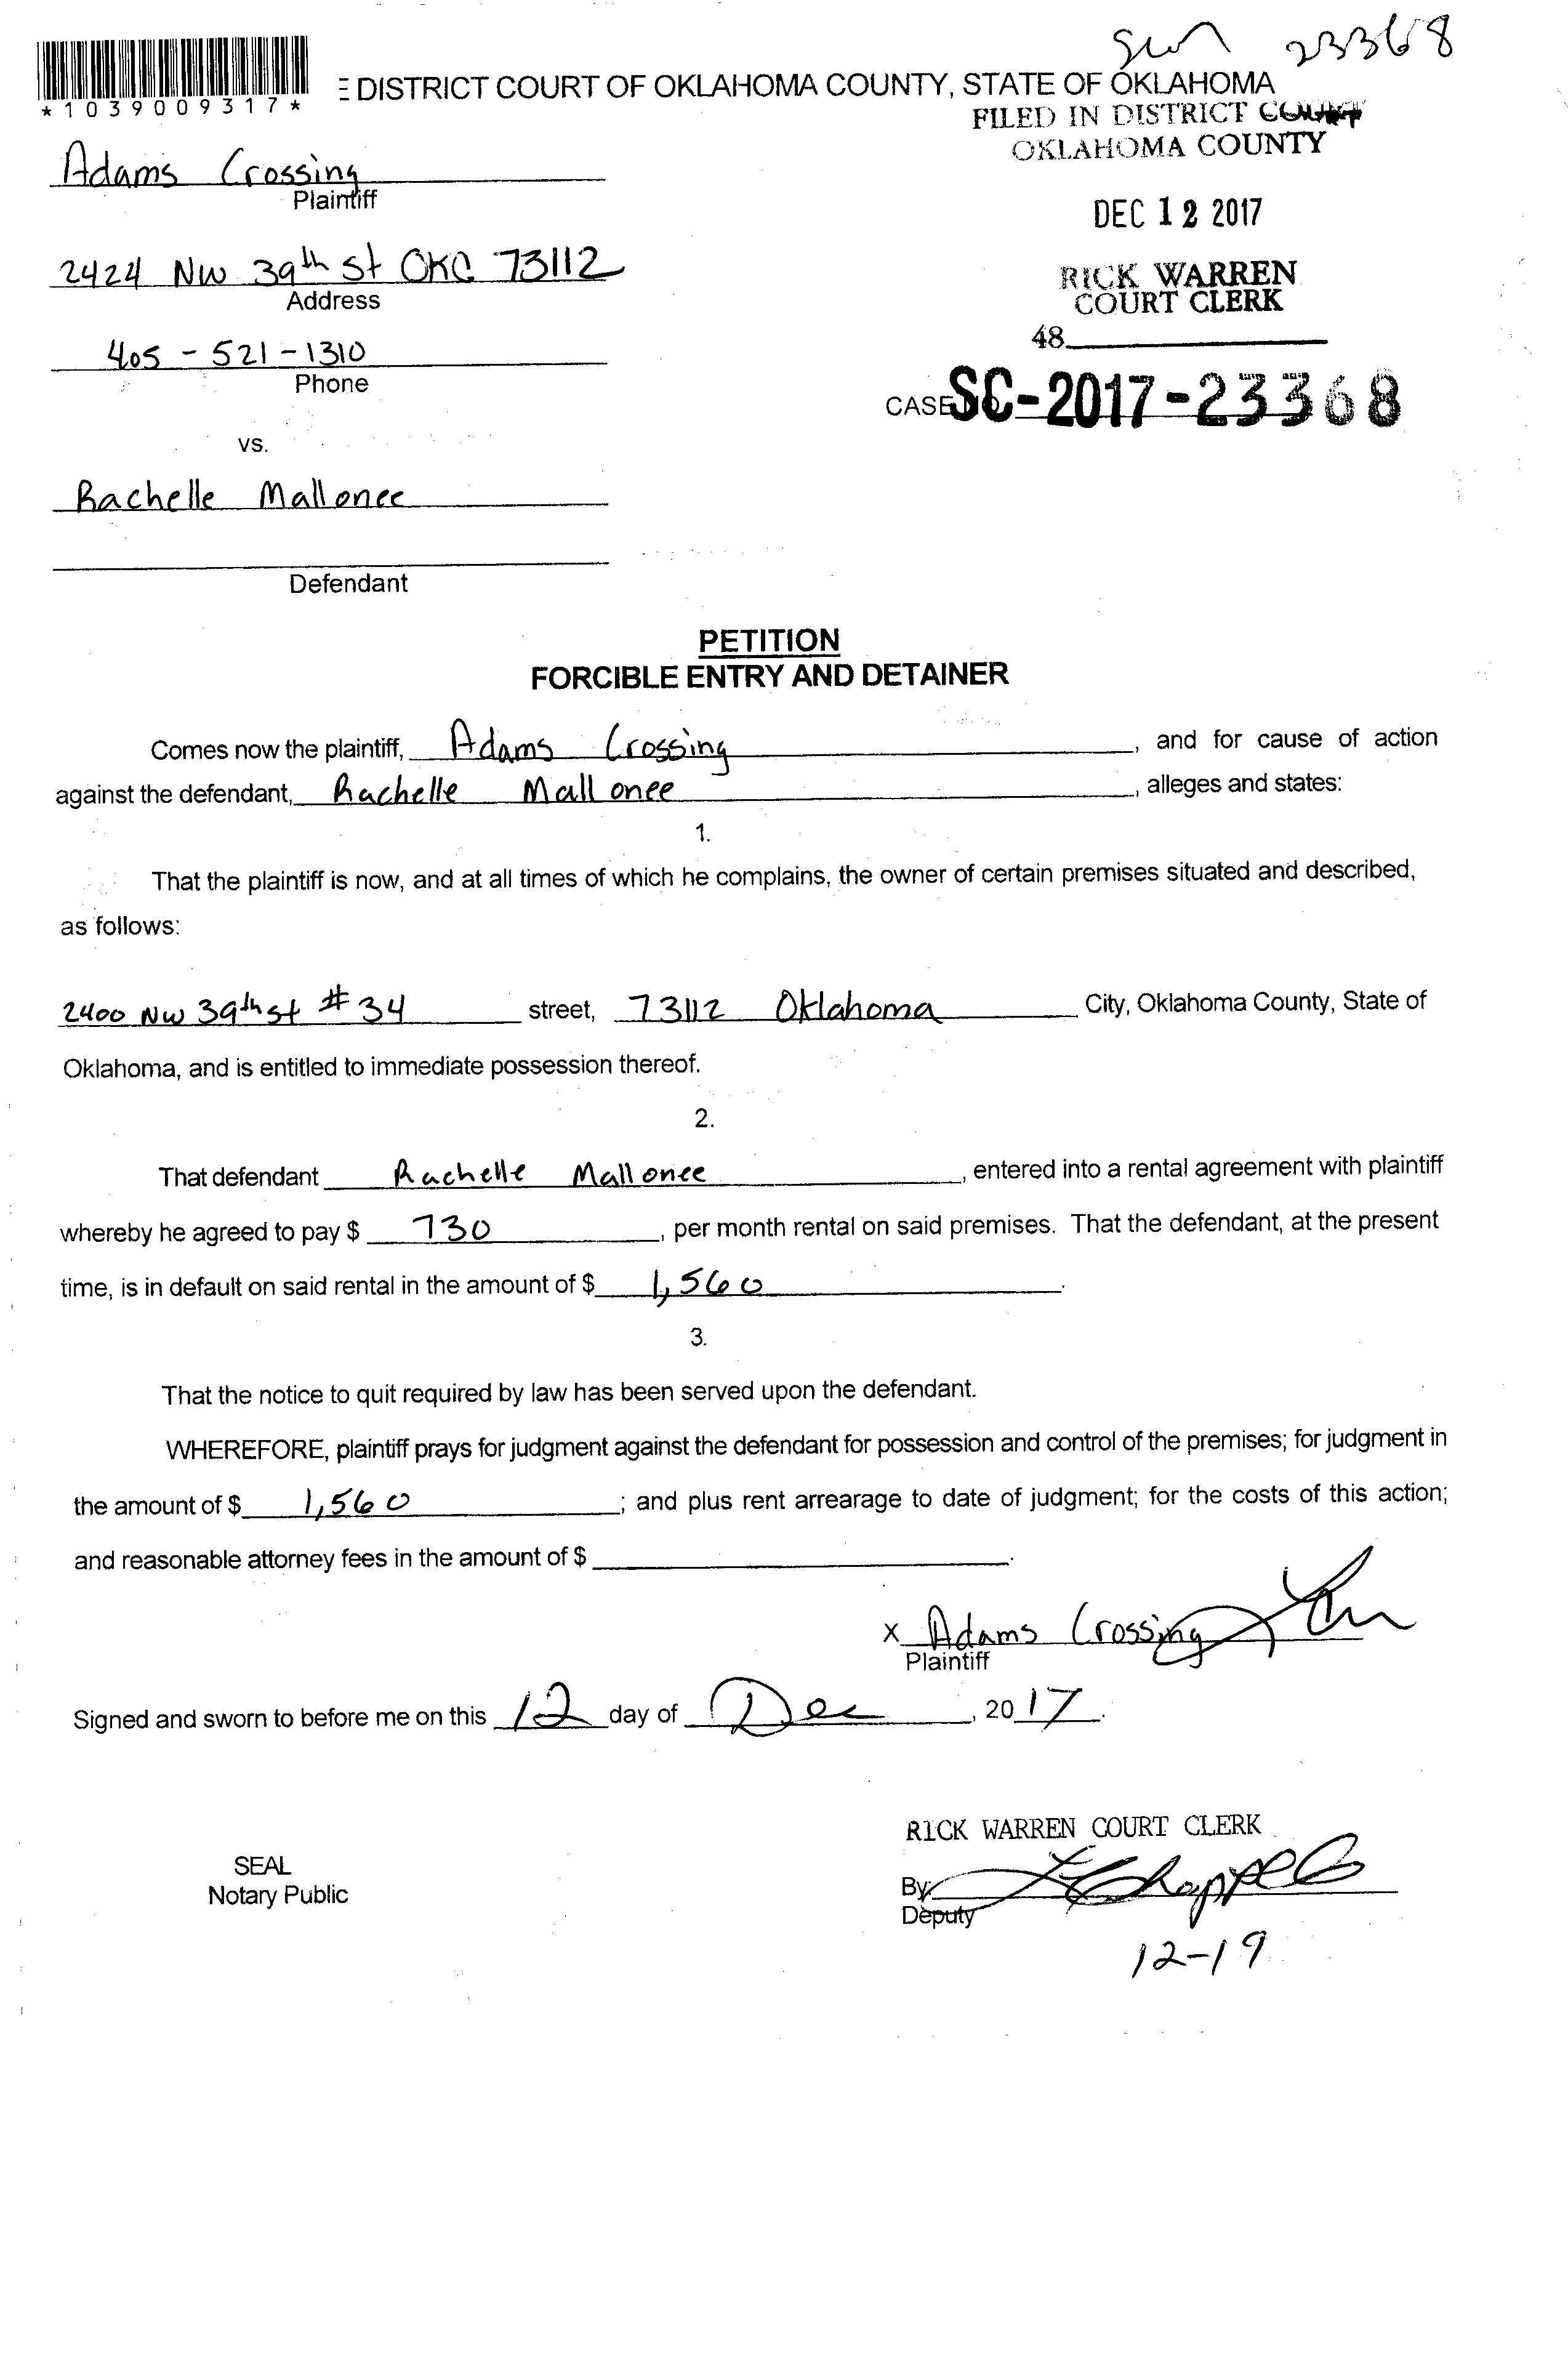 23368
*1039009317*
E DISTRICT COURT OF OKLAHOMA COUNTY, STATE OF OKLAHOMA
FILED IN DISTRICT COURT
OKLAHOMA COUNTY
Adams Crossing
Plaintiff
DEC 12 2017
2424 NW 39th st OKC 73112
Address
RICK WARREN
COURT CLERK
48
405-521-1310
Phone
CASE SC-2017-23368
vs.
Rachelle Mallonee
Defendant
PETITION
FORCIBLE ENTRY AND DETAINER
Comes now the plaintiff, Adams Crossing, and for cause of action
against the defendant, Rachelle Mallonee, alleges and states:
1.
That the plaintiff is now, and at all times of which he complains, the owner of certain premises situated and described,
as follows:
2400 NW 39th st #34 street, 73112 Oklahoma City, Oklahoma County, State of
Oklahoma, and is entitled to immediate possession thereof.
2.
That defendant Rachelle Mallonee, entered into a rental agreement with plaintiff
whereby he agreed to pay $ 730, per month rental on said premises. That the defendant, at the present
time, is in default on said rental in the amount of $ 1,560.
3.
That the notice to quit required by law has been served upon the defendant.
WHEREFORE, plaintiff prays for judgment against the defendant for possession and control of the premises; for judgment in
the amount of $ 1,560; and plus rent arrearage to date of judgment; for the costs of this action;
and reasonable attorney fees in the amount of $ .
x Adams Crossing
Plaintiff
Signed and sworn to before me on this 12 day of Dec, 2017.
RICK WARREN COURT CLERK
SEAL
Notary Public
By:
Deputy
12-19